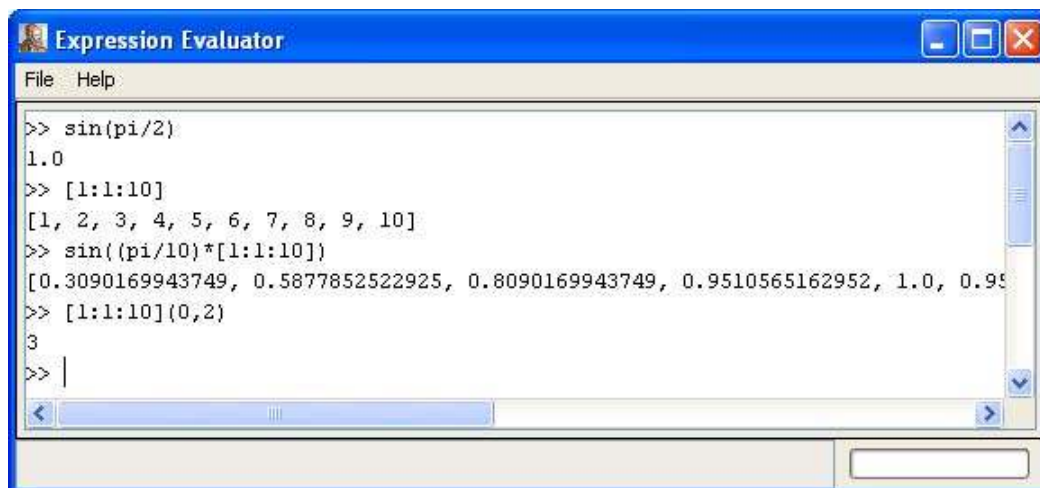 Expression Evaluator
File Help
>> sin(pi/2)
1.0
>> [1:1:10]
[1, 2, 3, 4, 5, 6, 7, 8, 9, 10]
>> sin((pi/10)*[1:1:10])
[0.3090169943749, 0.5877852522925, 0.8090169943749, 0.9510565162952, 1.0, 0.95
>> [1:1:10](0,2)
3
>>